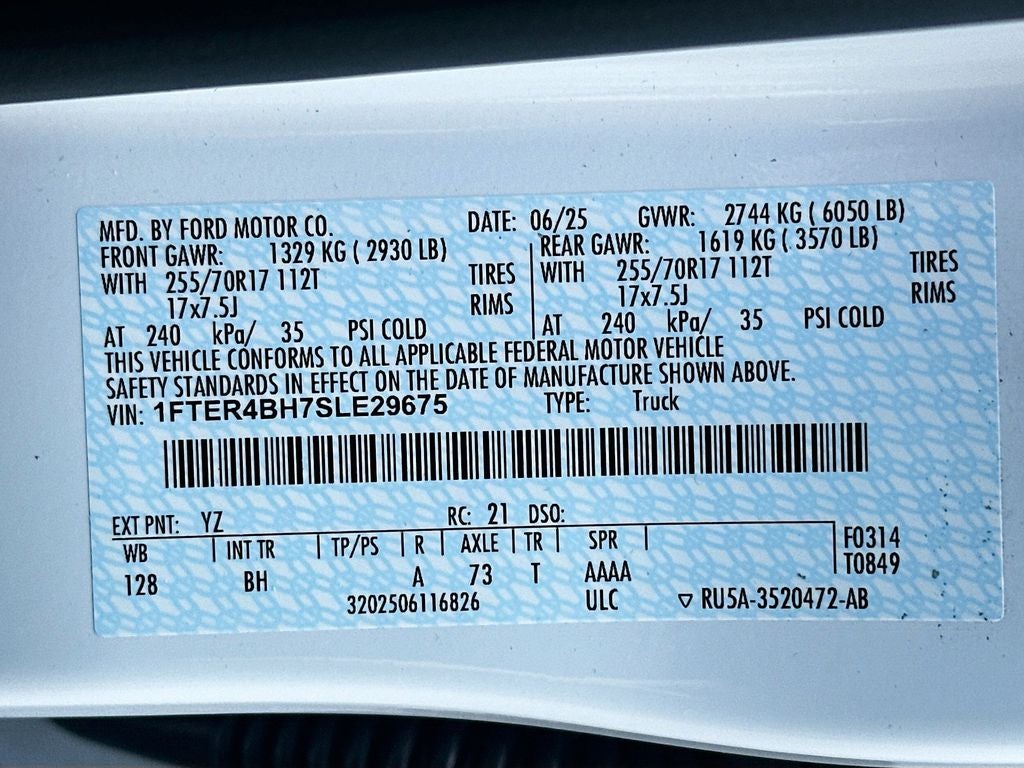 MFD. BY FORD MOTOR CO. DATE: 06/25 GVWR: 2744 KG ( 6050 LB)
FRONT GAWR: 1329 KG ( 2930 LB) REAR GAWR: 1619 KG ( 3570 LB)
WITH 255/70R17 112T TIRES WITH 255/70R17 112T TIRES
17x7.5J RIMS 17x7.5J RIMS
AT 240 kPa/ 35 PSI COLD AT 240 kPa/ 35 PSI COLD
THIS VEHICLE CONFORMS TO ALL APPLICABLE FEDERAL MOTOR VEHICLE
SAFETY STANDARDS IN EFFECT ON THE DATE OF MANUFACTURE SHOWN ABOVE.
VIN: 1FTER4BH7SLE29675 TYPE: Truck
EXT PNT: YZ RC: 21 DSO:
WB INT TR TP/PS R AXLE TR SPR F0314
128 BH A 73 T AAAA T0849
3202506116826 ULC ▽ RU5A-3520472-AB